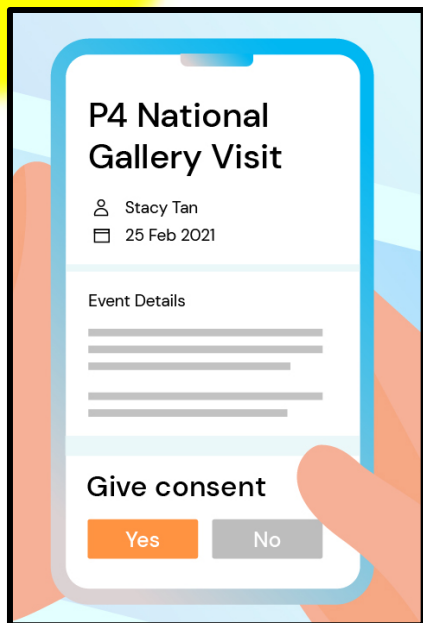 P4 National
Gallery Visit
Stacy Tan
25 Feb 2021
Event Details
Give consent
Yes
No